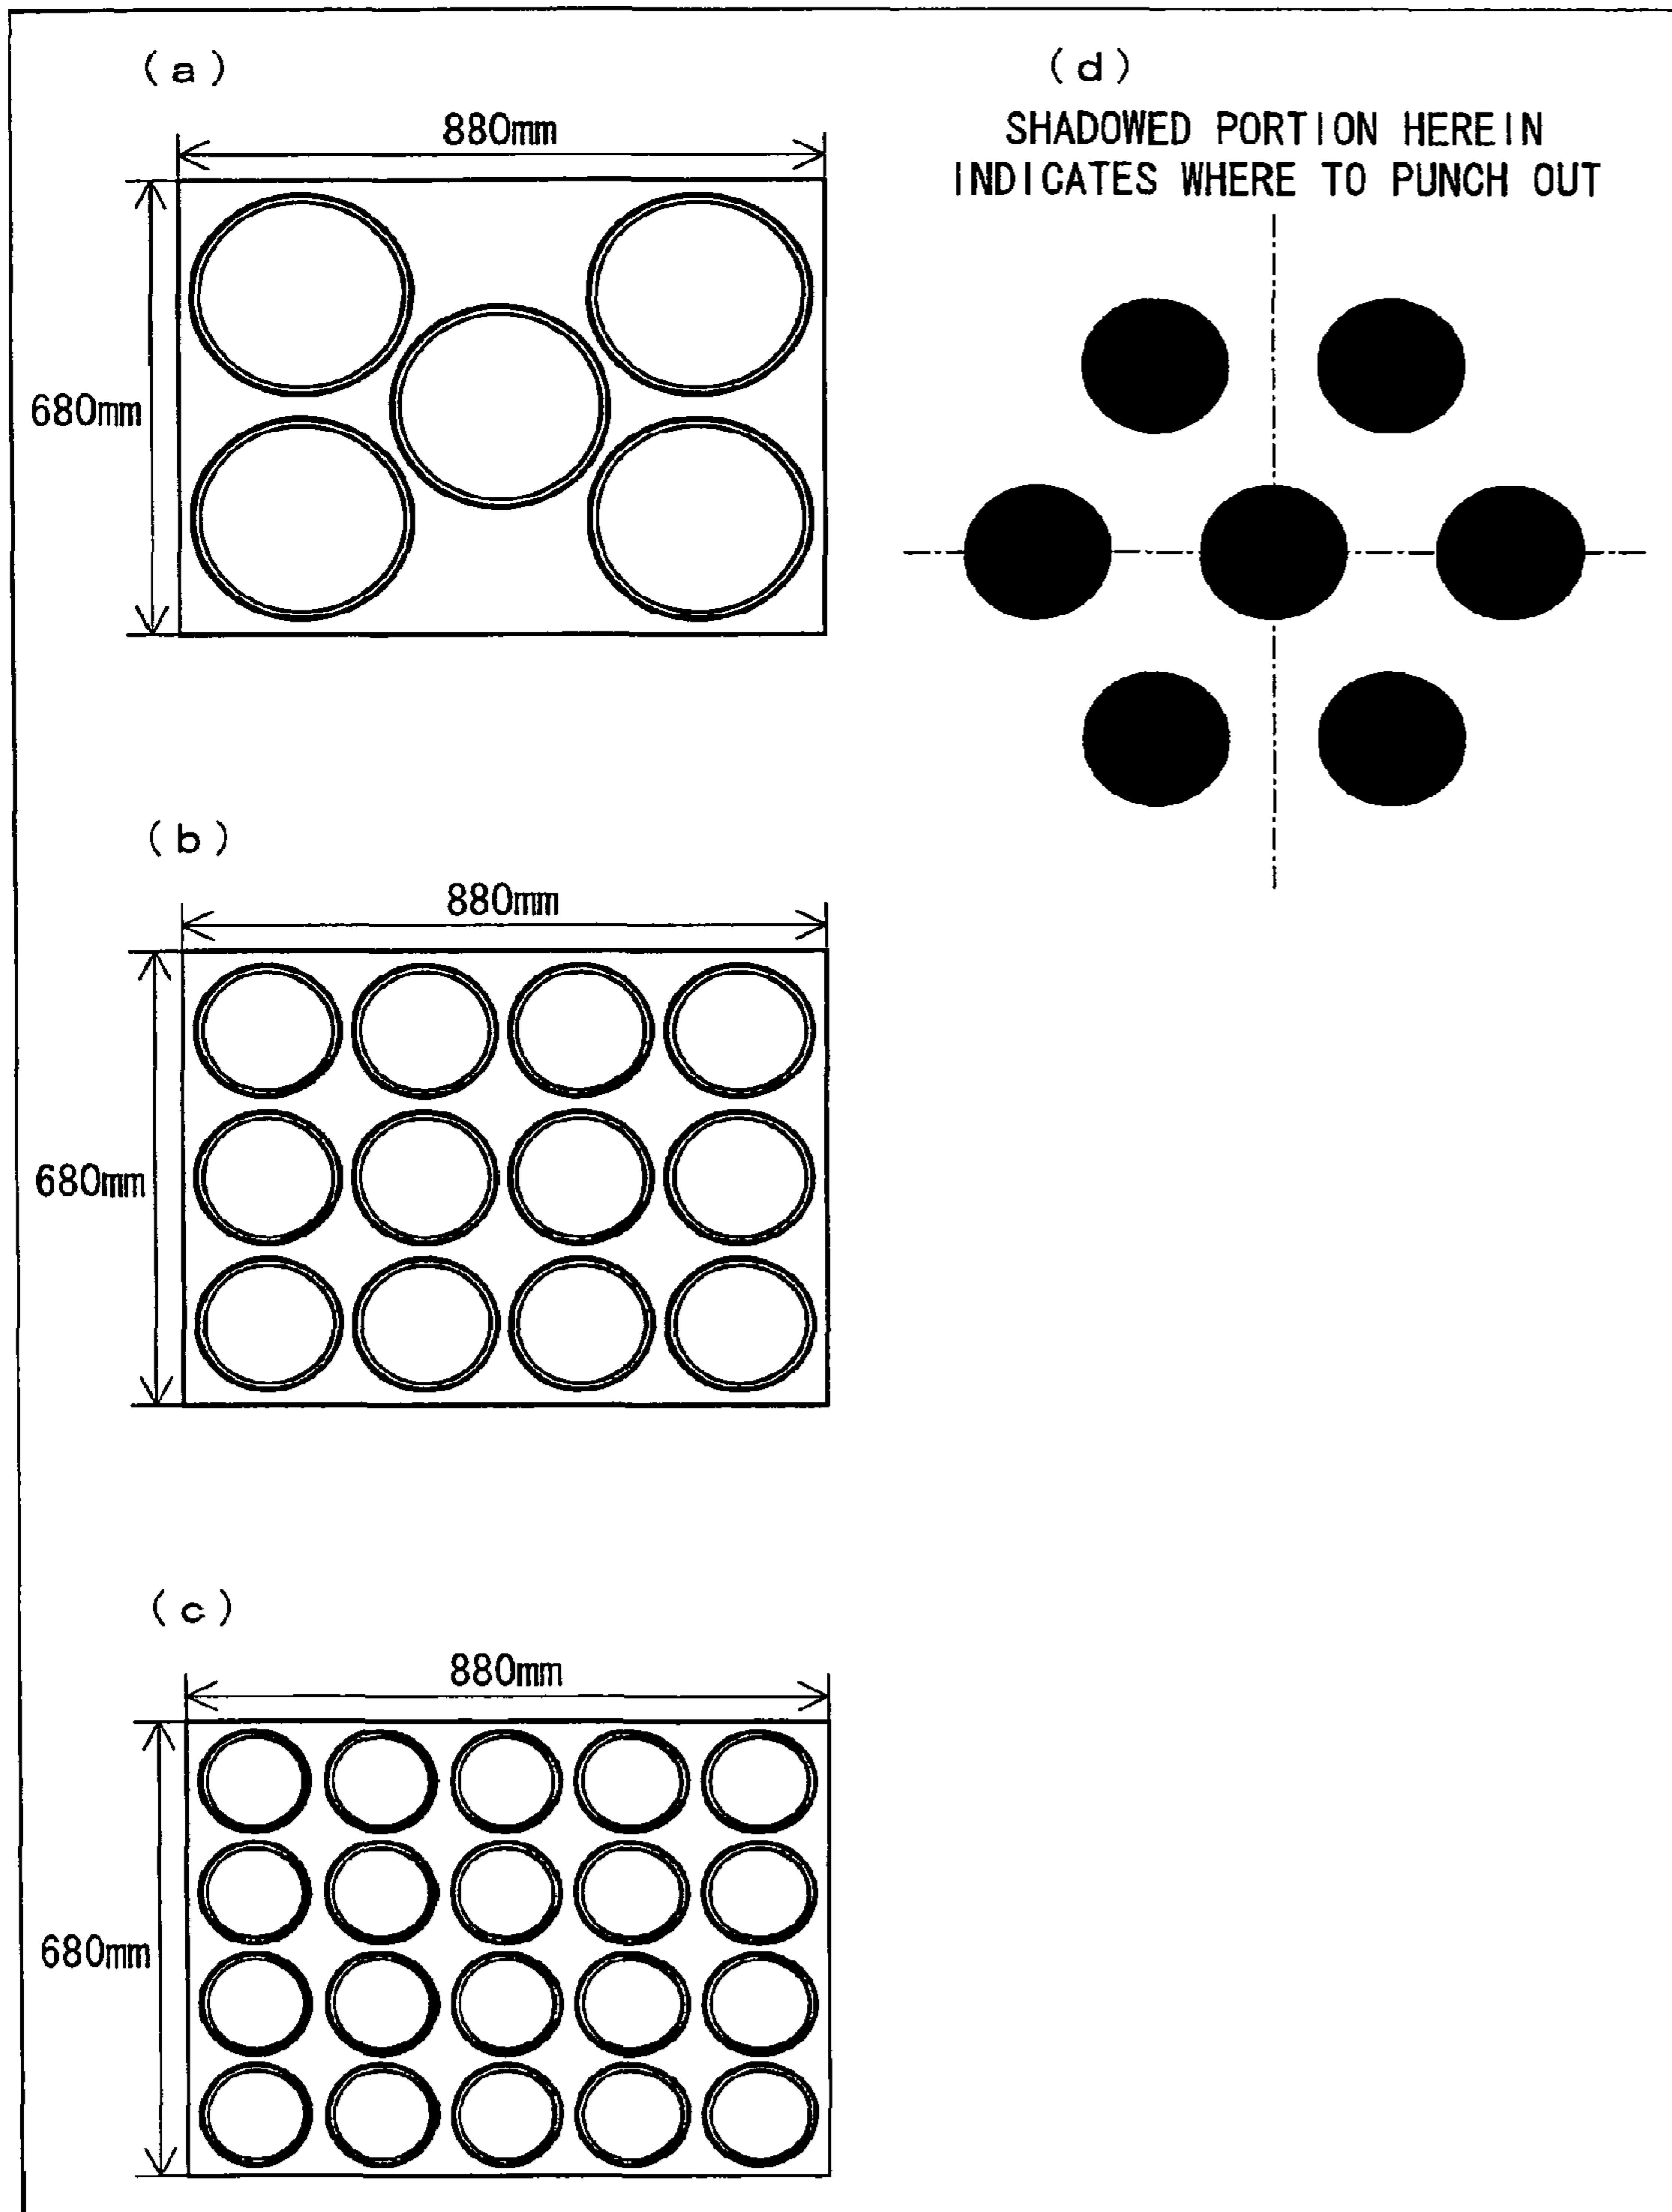 (a)
880mm
680mm
(d)
SHADOWED PORTION HEREIN
INDICATES WHERE TO PUNCH OUT
(b)
880mm
680mm
(c)
880mm
680mm